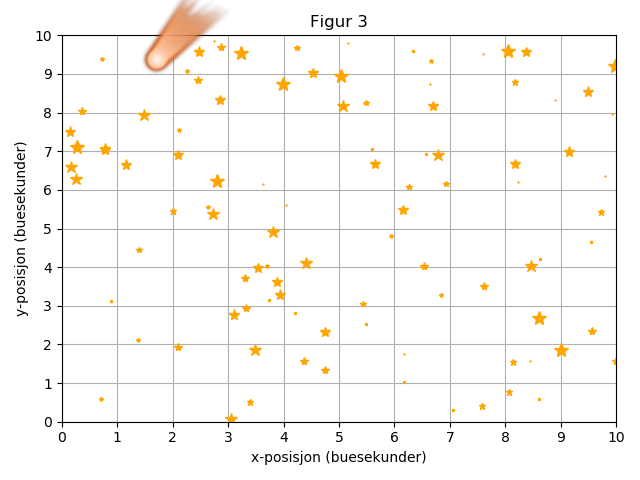 Figur 3
10
9
8
7
6
5
4
3
2
1
0
y-posisjon (buesekunder)
0 1 2 3 4 5 6 7 8 9 10
x-posisjon (buesekunder)